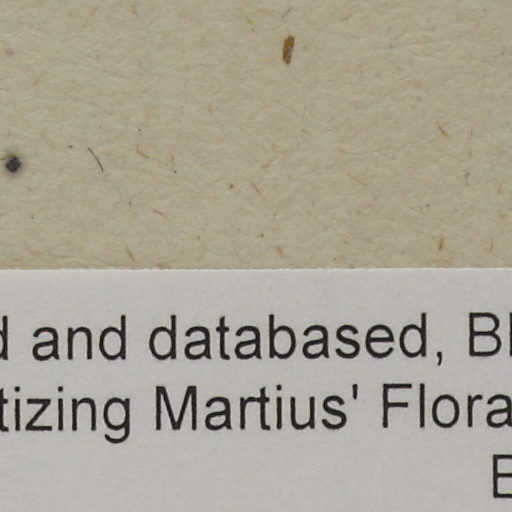 d and databased, B
tizing Martius' Flora